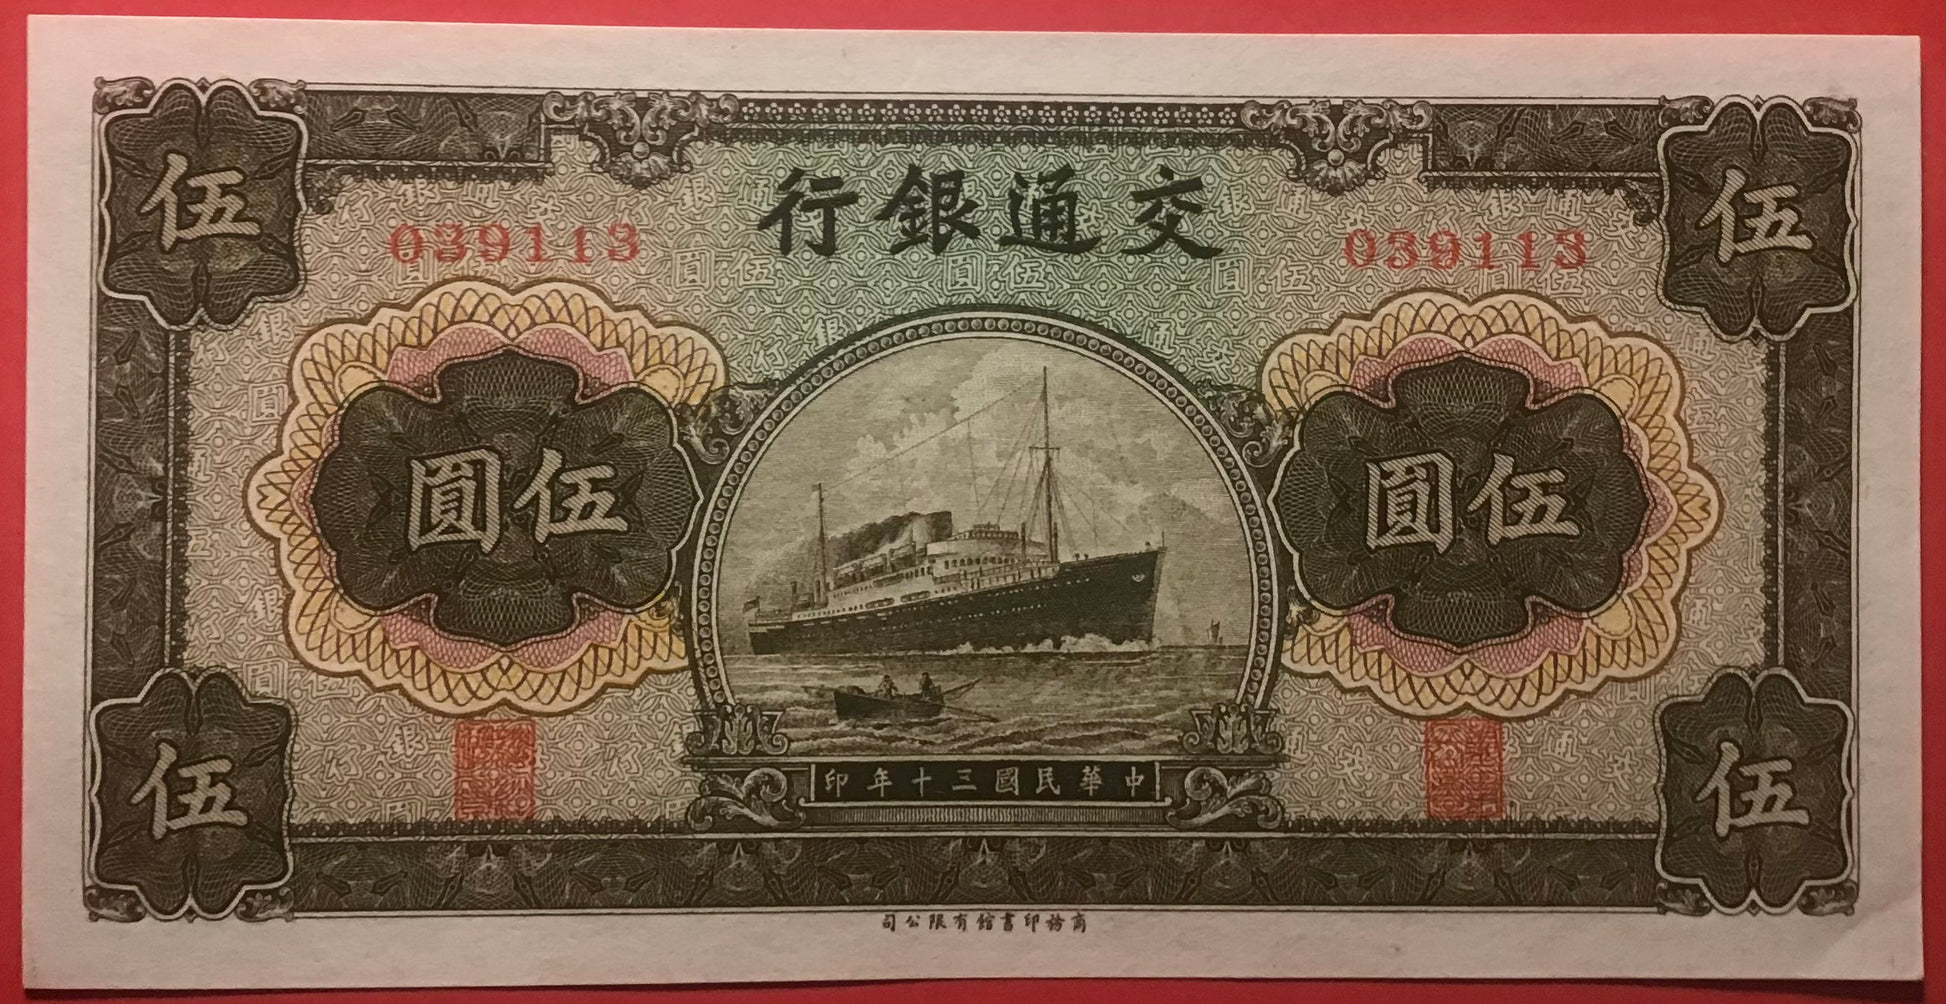 交通銀行
039113
039113
伍
伍
伍圓
伍圓
中華民國三十年印
伍
伍
商務印書館有限公司